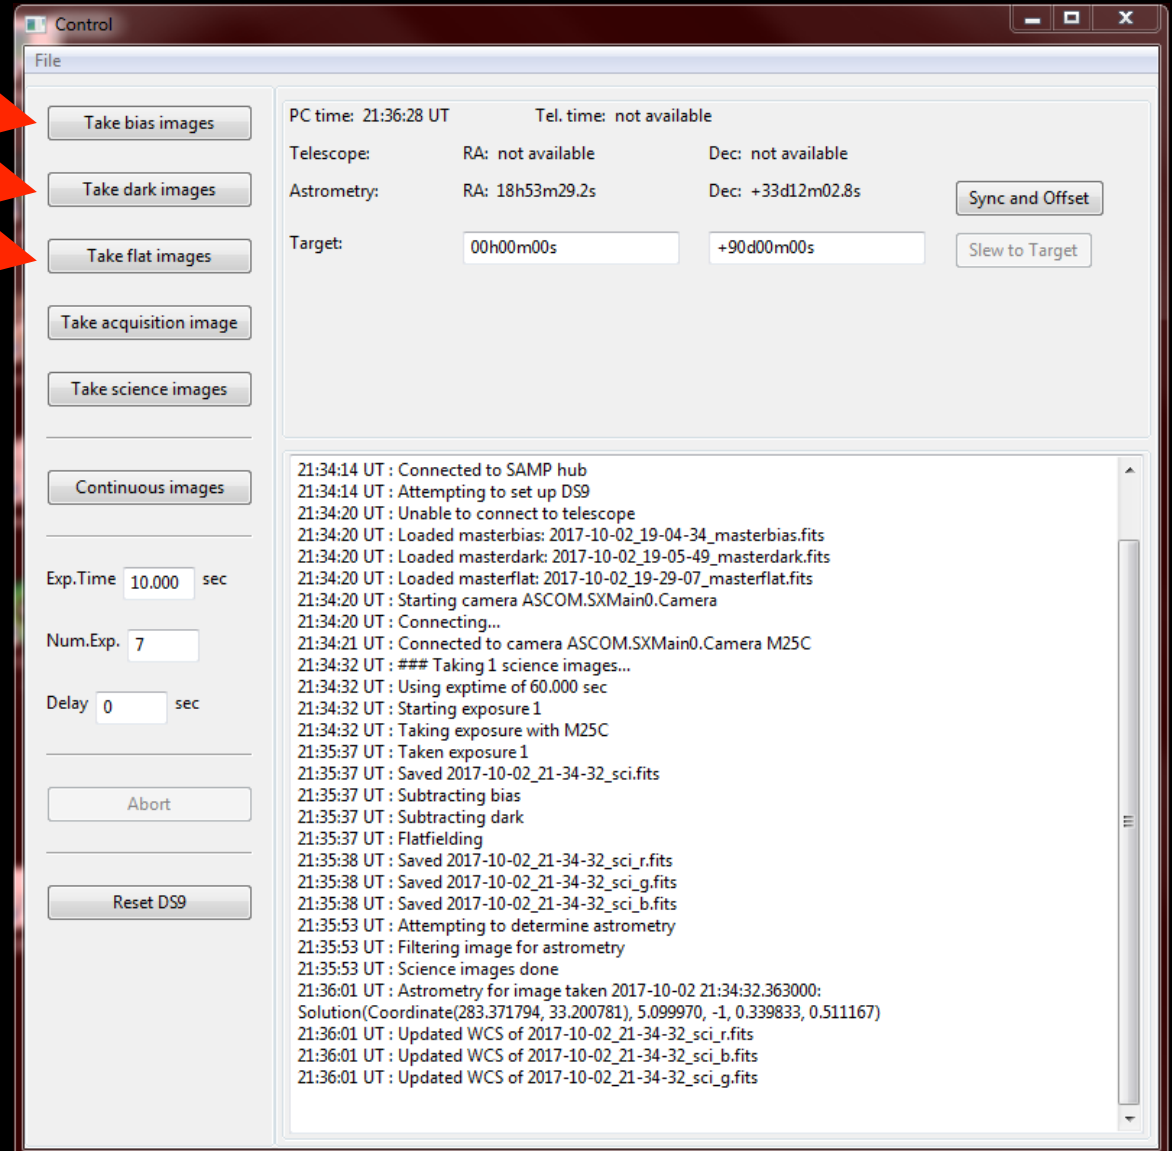 Control
File
Take bias images
Take dark images
Take flat images
Take acquisition image
Take science images
Continuous images
Exp.Time 10.000 sec
Num.Exp. 7
Delay 0 sec
Abort
Reset DS9
PC time: 21:36:28 UT Tel. time: not available
Telescope: RA: not available Dec: not available
Astrometry: RA: 18h53m29.2s Dec: +33d12m02.8s Sync and Offset
Target: 00h00m00s +90d00m00s Slew to Target
21:34:14 UT : Connected to SAMP hub
21:34:14 UT : Attempting to set up DS9
21:34:20 UT : Unable to connect to telescope
21:34:20 UT : Loaded masterbias: 2017-10-02_19-04-34_masterbias.fits
21:34:20 UT : Loaded masterdark: 2017-10-02_19-05-49_masterdark.fits
21:34:20 UT : Loaded masterflat: 2017-10-02_19-29-07_masterflat.fits
21:34:20 UT : Starting camera ASCOM.SXMain0.Camera
21:34:20 UT : Connecting...
21:34:21 UT : Connected to camera ASCOM.SXMain0.Camera M25C
21:34:32 UT : ### Taking 1 science images...
21:34:32 UT : Using exptime of 60.000 sec
21:34:32 UT : Starting exposure 1
21:34:32 UT : Taking exposure with M25C
21:35:37 UT : Taken exposure 1
21:35:37 UT : Saved 2017-10-02_21-34-32_sci.fits
21:35:37 UT : Subtracting bias
21:35:37 UT : Subtracting dark
21:35:37 UT : Flatfielding
21:35:38 UT : Saved 2017-10-02_21-34-32_sci_r.fits
21:35:38 UT : Saved 2017-10-02_21-34-32_sci_g.fits
21:35:38 UT : Saved 2017-10-02_21-34-32_sci_b.fits
21:35:53 UT : Attempting to determine astrometry
21:35:53 UT : Filtering image for astrometry
21:35:53 UT : Science images done
21:36:01 UT : Astrometry for image taken 2017-10-02 21:34:32.363000:
Solution(Coordinate(283.371794, 33.200781), 5.099970, -1, 0.339833, 0.511167)
21:36:01 UT : Updated WCS of 2017-10-02_21-34-32_sci_r.fits
21:36:01 UT : Updated WCS of 2017-10-02_21-34-32_sci_b.fits
21:36:01 UT : Updated WCS of 2017-10-02_21-34-32_sci_g.fits